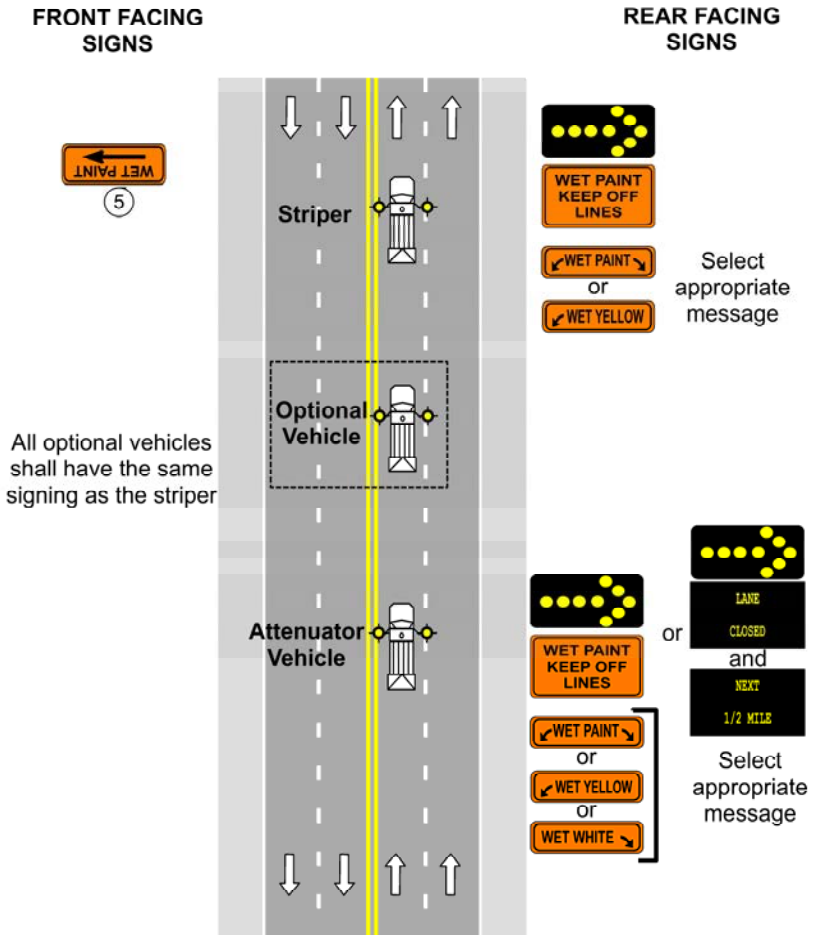 FRONT FACING
SIGNS
REAR FACING
SIGNS
WET PAINT
5
Striper
WET PAINT
KEEP OFF
LINES
WET PAINT
or
WET YELLOW
Select
appropriate
message
Optional
Vehicle
All optional vehicles
shall have the same
signing as the striper
Attenuator
Vehicle
WET PAINT
KEEP OFF
LINES
WET PAINT
or
WET YELLOW
or
WET WHITE
or
LANE
CLOSED
and
NEXT
1/2 MILE
Select
appropriate
message